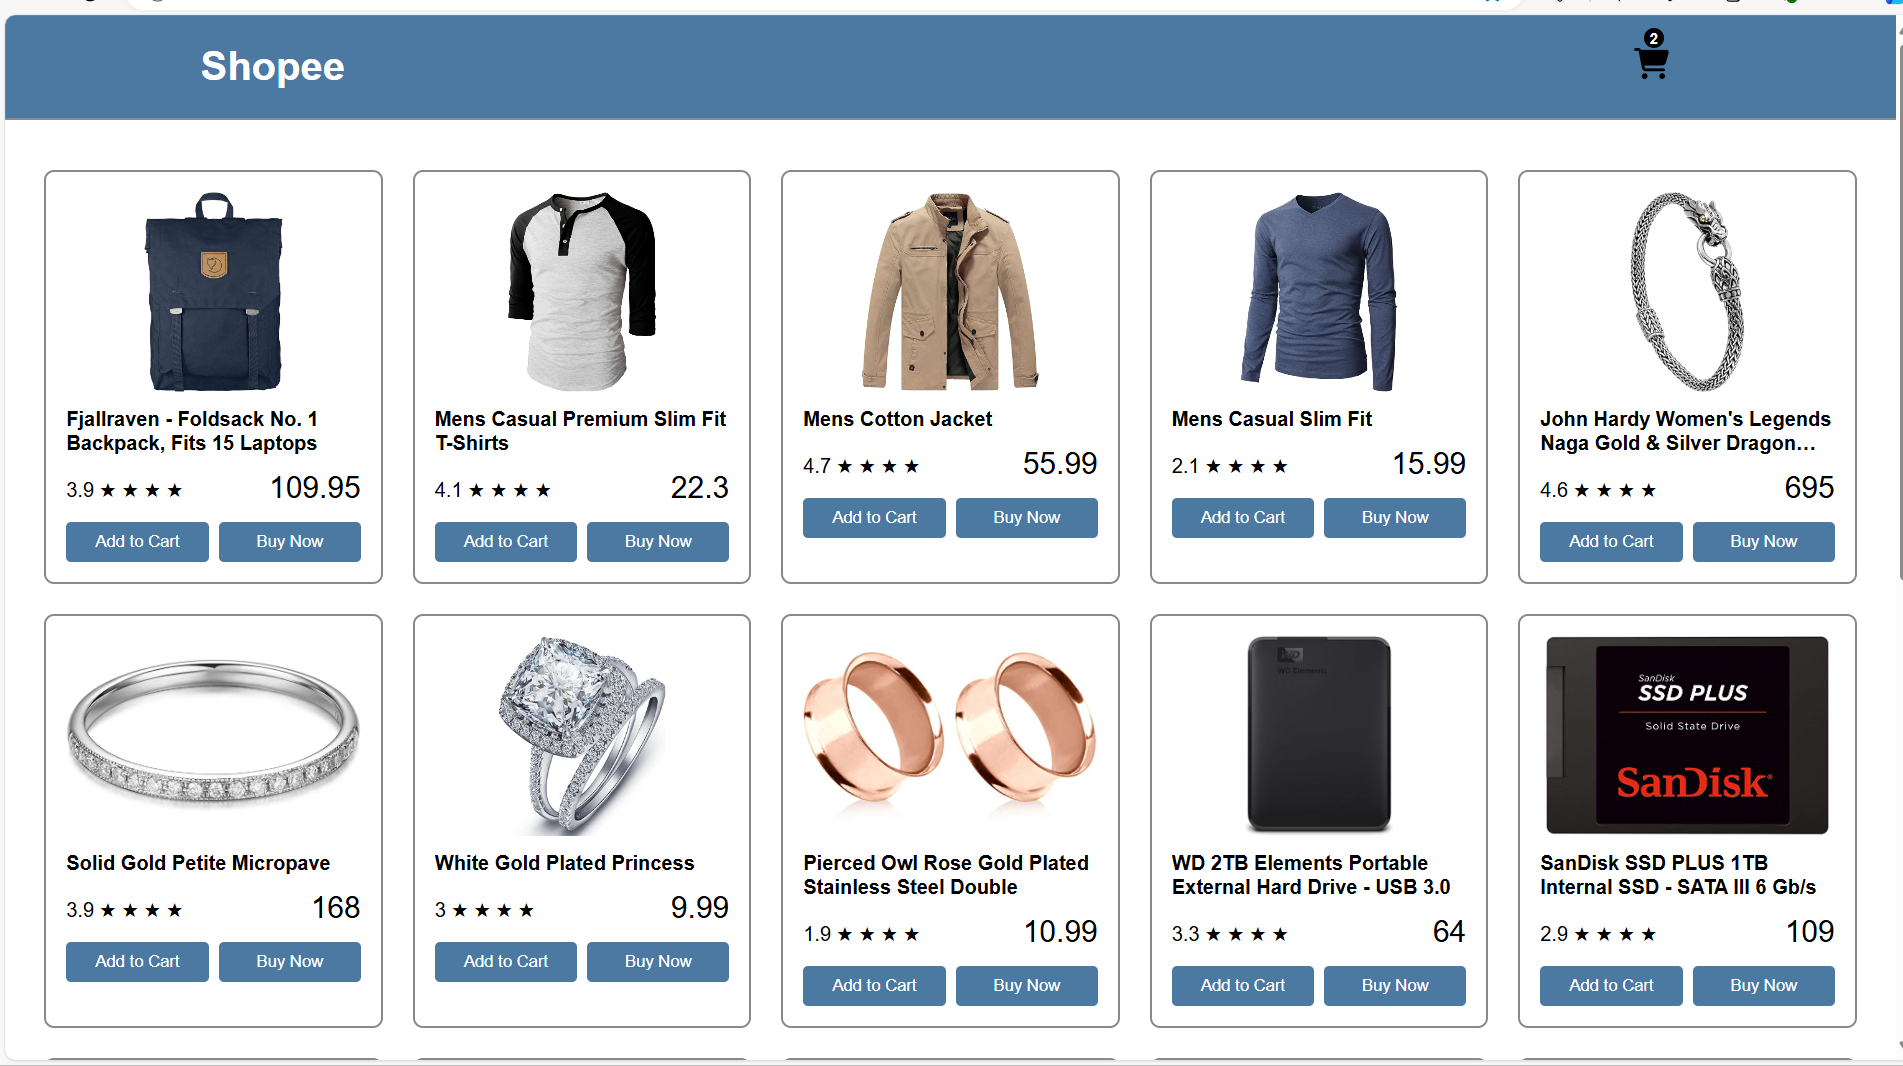 Shopee
2
Fjallraven - Foldsack No. 1
Backpack, Fits 15 Laptops
3.9 ★ ★ ★ ★ 109.95
Add to Cart Buy Now
Mens Casual Premium Slim Fit
T-Shirts
4.1 ★ ★ ★ ★ 22.3
Add to Cart Buy Now
Mens Cotton Jacket
4.7 ★ ★ ★ ★ 55.99
Add to Cart Buy Now
Mens Casual Slim Fit
2.1 ★ ★ ★ ★ 15.99
Add to Cart Buy Now
John Hardy Women's Legends
Naga Gold & Silver Dragon...
4.6 ★ ★ ★ ★ 695
Add to Cart Buy Now
Solid Gold Petite Micropave
3.9 ★ ★ ★ ★ 168
Add to Cart Buy Now
White Gold Plated Princess
3 ★ ★ ★ ★ 9.99
Add to Cart Buy Now
Pierced Owl Rose Gold Plated
Stainless Steel Double
1.9 ★ ★ ★ ★ 10.99
Add to Cart Buy Now
WD
WD Elements
WD 2TB Elements Portable
External Hard Drive - USB 3.0
3.3 ★ ★ ★ ★ 64
Add to Cart Buy Now
SanDisk
SSD PLUS
Solid State Drive
SanDisk
SanDisk SSD PLUS 1TB
Internal SSD - SATA III 6 Gb/s
2.9 ★ ★ ★ ★ 109
Add to Cart Buy Now